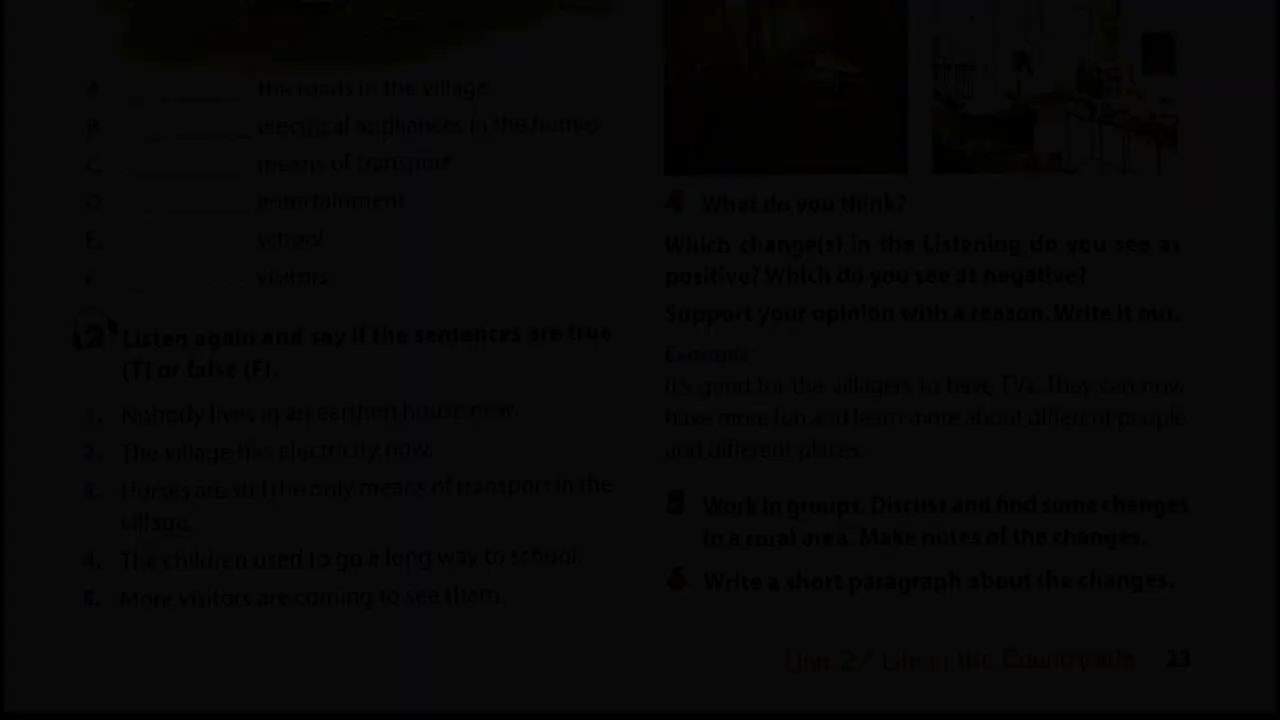 A. the roads in the village
B. electrical appliances in the homes
C. means of transport
D. entertainment
E. school
F. visitors
2 Listen again and say if the sentences are true
(T) or false (F).
1. Nobody lives in an earthen house now.
2. The village has electricity now.
3. Horses are still the only means of transport in the
village.
4. The children used to go a long way to school.
5. More visitors are coming to see them.
4 What do you think?
Which change(s) in the Listening do you see as
positive? Which do you see as negative?
Support your opinion with a reason. Write it out.
Example:
It's good for the villagers to have TVs. They can now
have more fun and learn more about different people
and different places.
5 Work in groups. Discuss and find some changes
in a rural area. Make notes of the changes.
6 Write a short paragraph about the changes.
Unit 2/ Life in the Countryside 23